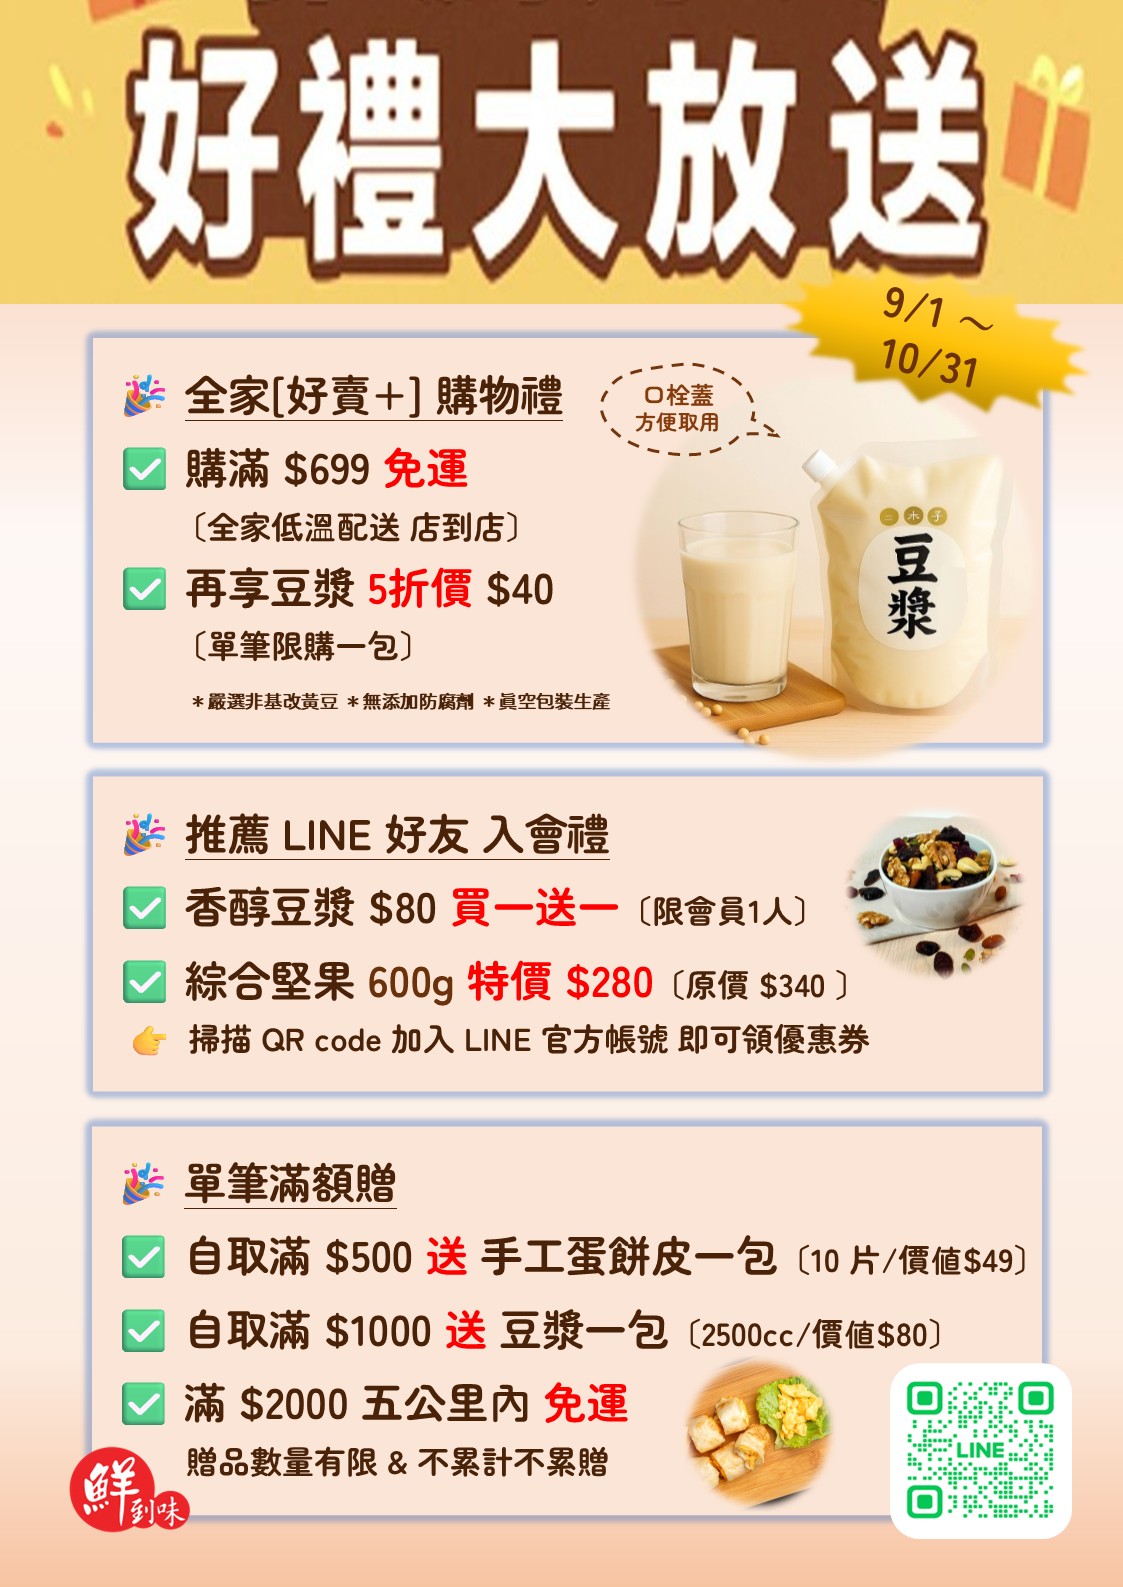 好禮大放送
9/1 ~
10/31
全家[好賣+] 購物禮
口栓蓋
方便取用
購滿 $699 免運
〔全家低溫配送 店到店〕
再享豆漿 5折價 $40
〔單筆限購一包〕
＊嚴選非基改黃豆 ＊無添加防腐劑 ＊真空包裝生產
二木子
豆漿
推薦 LINE 好友 入會禮
香醇豆漿 $80 買一送一〔限會員1人〕
綜合堅果 600g 特價 $280〔原價 $340 〕
掃描 QR code 加入 LINE 官方帳號 即可領優惠券
單筆滿額贈
自取滿 $500 送 手工蛋餅皮一包〔10 片/價值$49〕
自取滿 $1000 送 豆漿一包〔2500cc/價值$80〕
滿 $2000 五公里內 免運
贈品數量有限 & 不累計不累贈
鮮到味
LINE